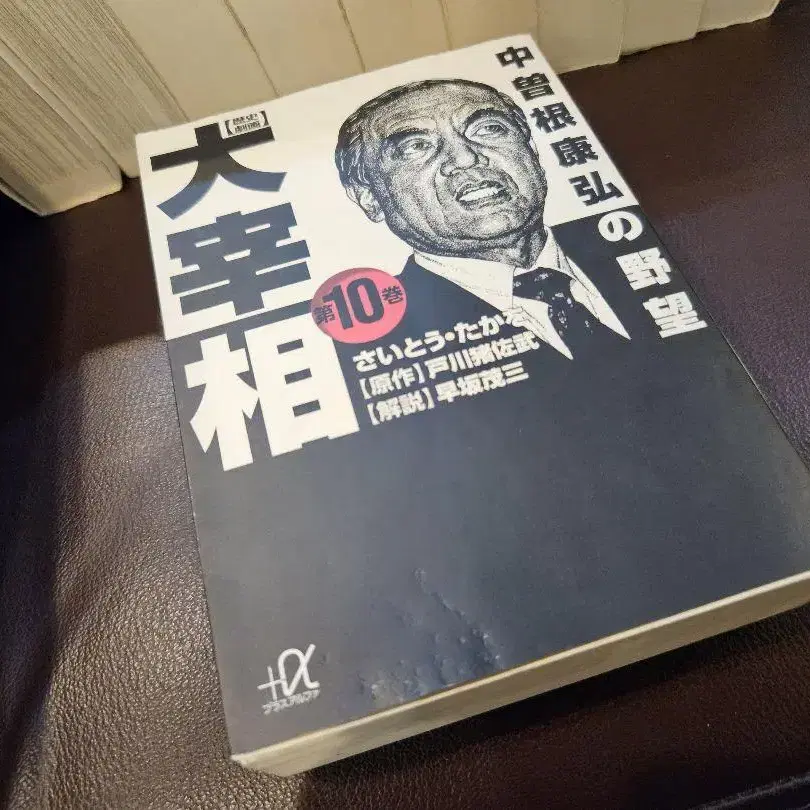 【歴史劇画】
大宰相
第10巻
中曽根康弘の野望
さいとう・たかを
【原作】戸川猪佐武
【解説】早坂茂三
+α
プラスアルファ